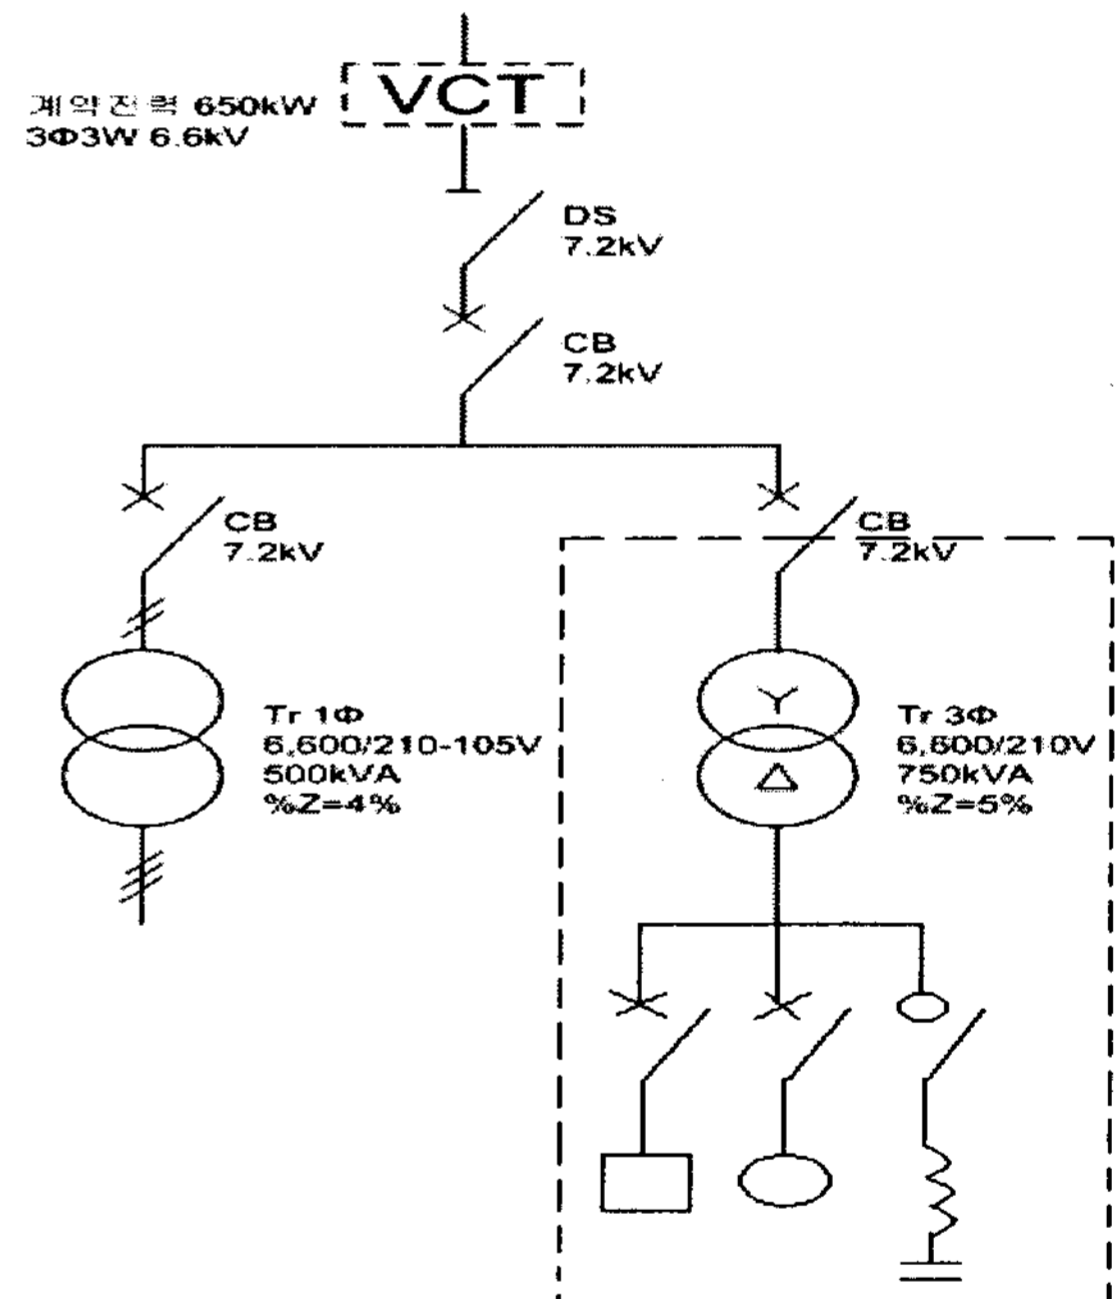 VCT
계약전력 650kW
3Φ3W 6.6kV
DS
7.2kV
CB
7.2kV
CB
7.2kV
CB
7.2kV
Tr 1Φ
6,600/210-105V
500kVA
%Z=4%
Tr 3Φ
6,600/210V
750kVA
%Z=5%